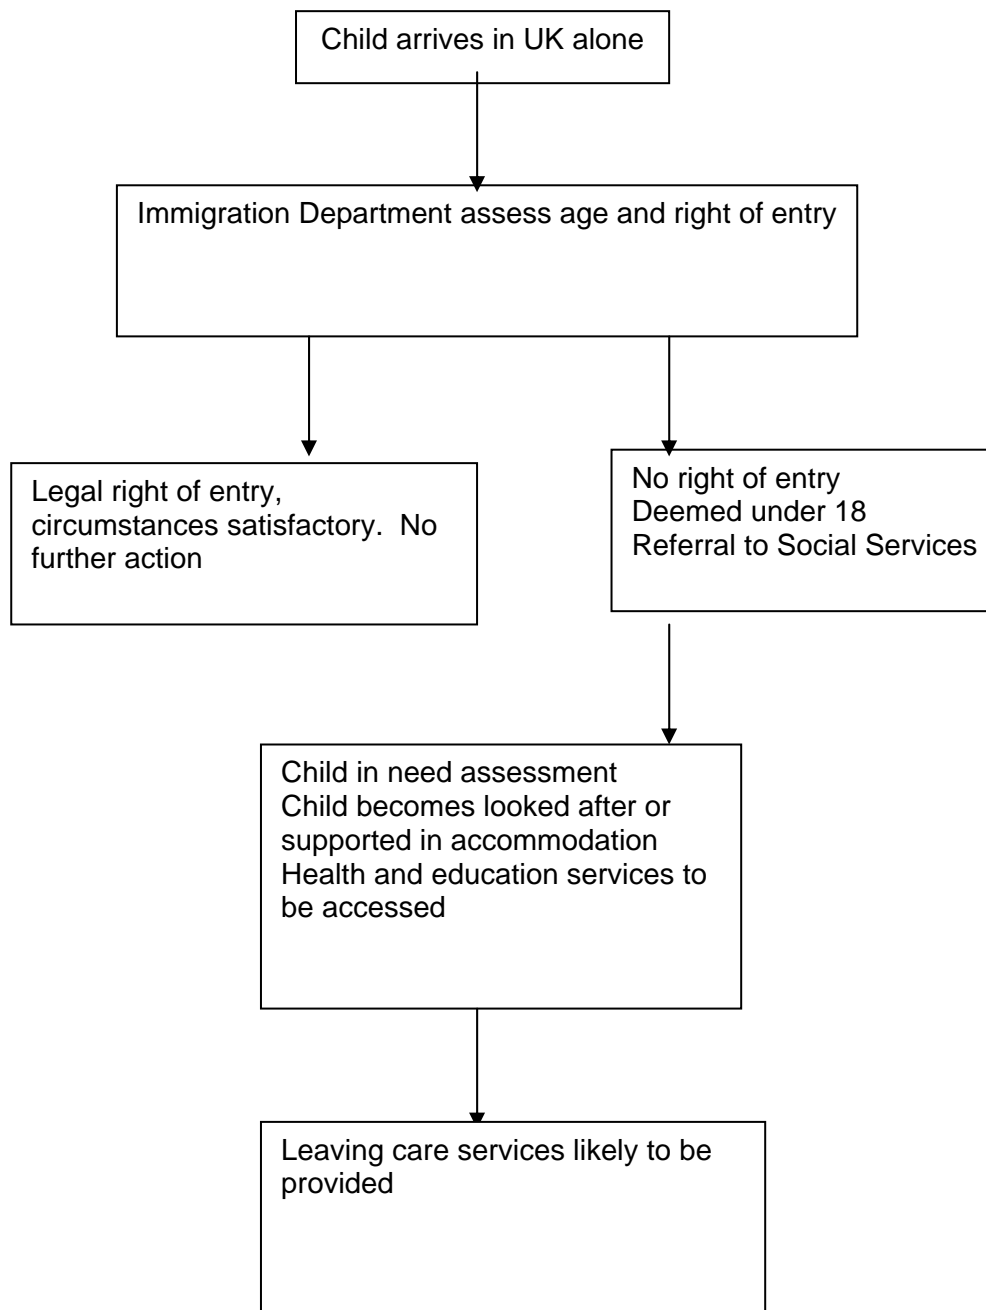 Child arrives in UK alone
Immigration Department assess age and right of entry
Legal right of entry,
circumstances satisfactory.  No
further action
No right of entry
Deemed under 18
Referral to Social Services
Child in need assessment
Child becomes looked after or
supported in accommodation
Health and education services to
be accessed
Leaving care services likely to be
provided